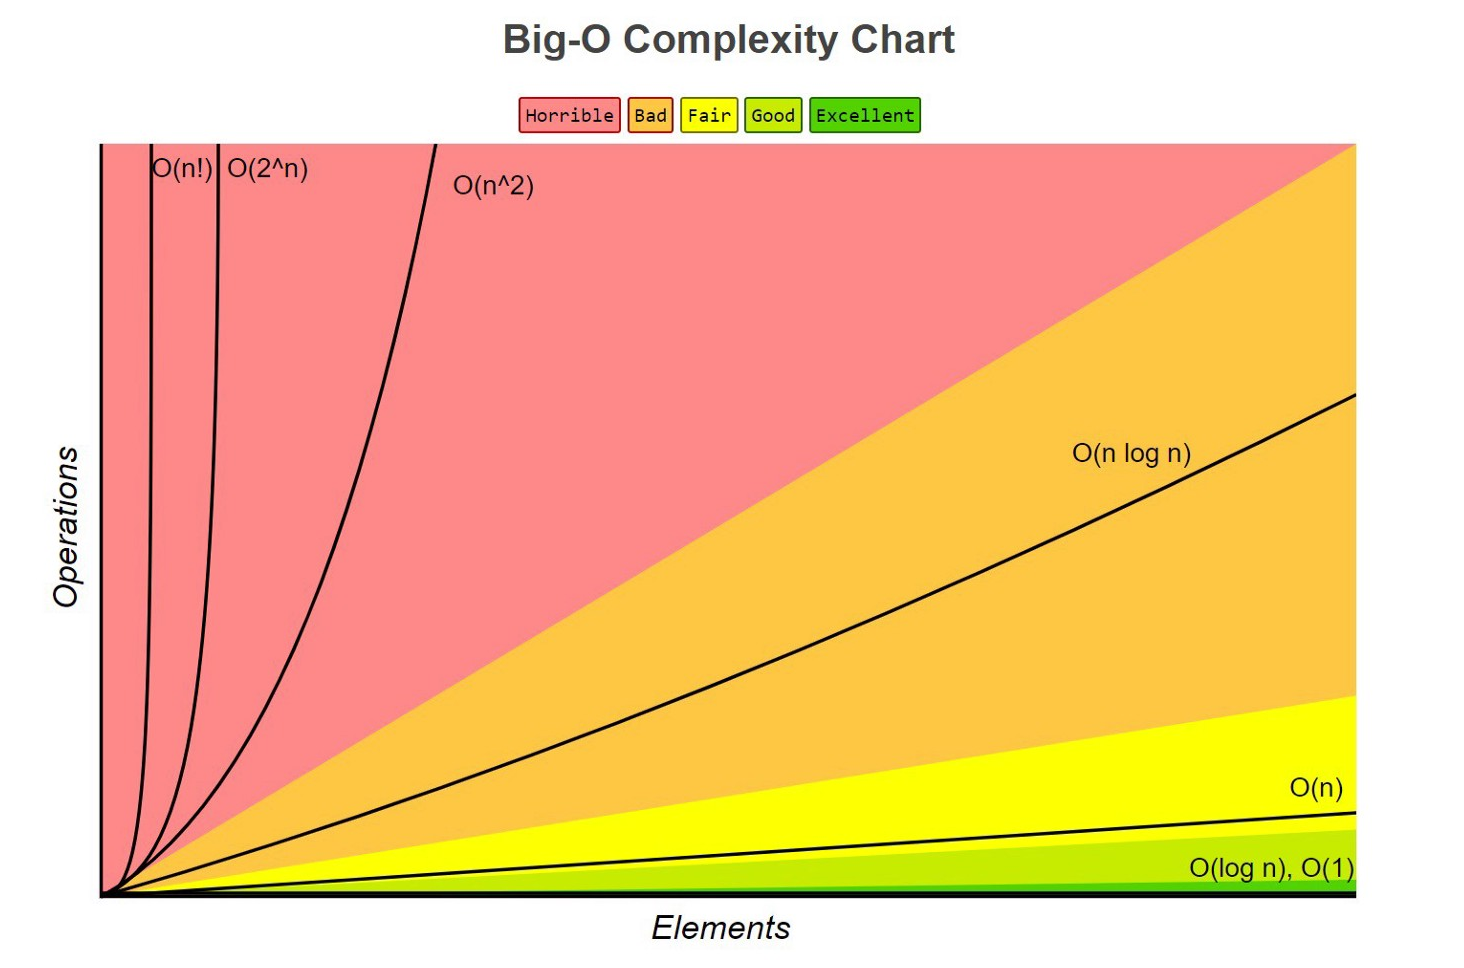 Big-O Complexity Chart
Horrible Bad Fair Good Excellent
O(n!) O(2^n)
O(n^2)
O(n log n)
Operations
O(n)
O(log n), O(1)
Elements